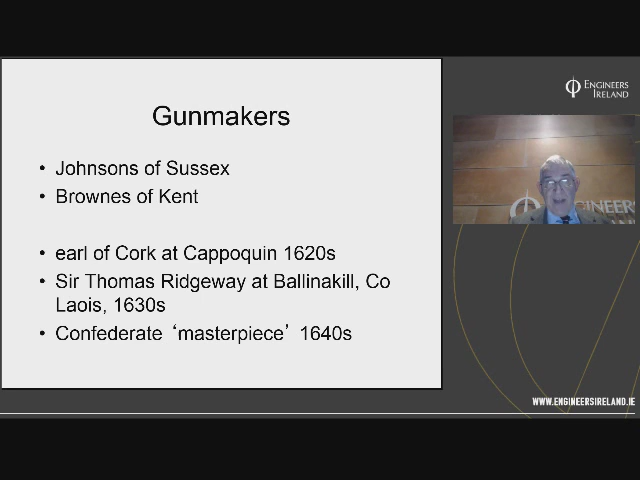 Gunmakers
• Johnsons of Sussex
• Brownes of Kent
• earl of Cork at Cappoquin 1620s
• Sir Thomas Ridgeway at Ballinakill, Co
Laois, 1630s
• Confederate ‘masterpiece’ 1640s
ENGINEERS
IRELAND
WWW.ENGINEERSIRELAND.IE